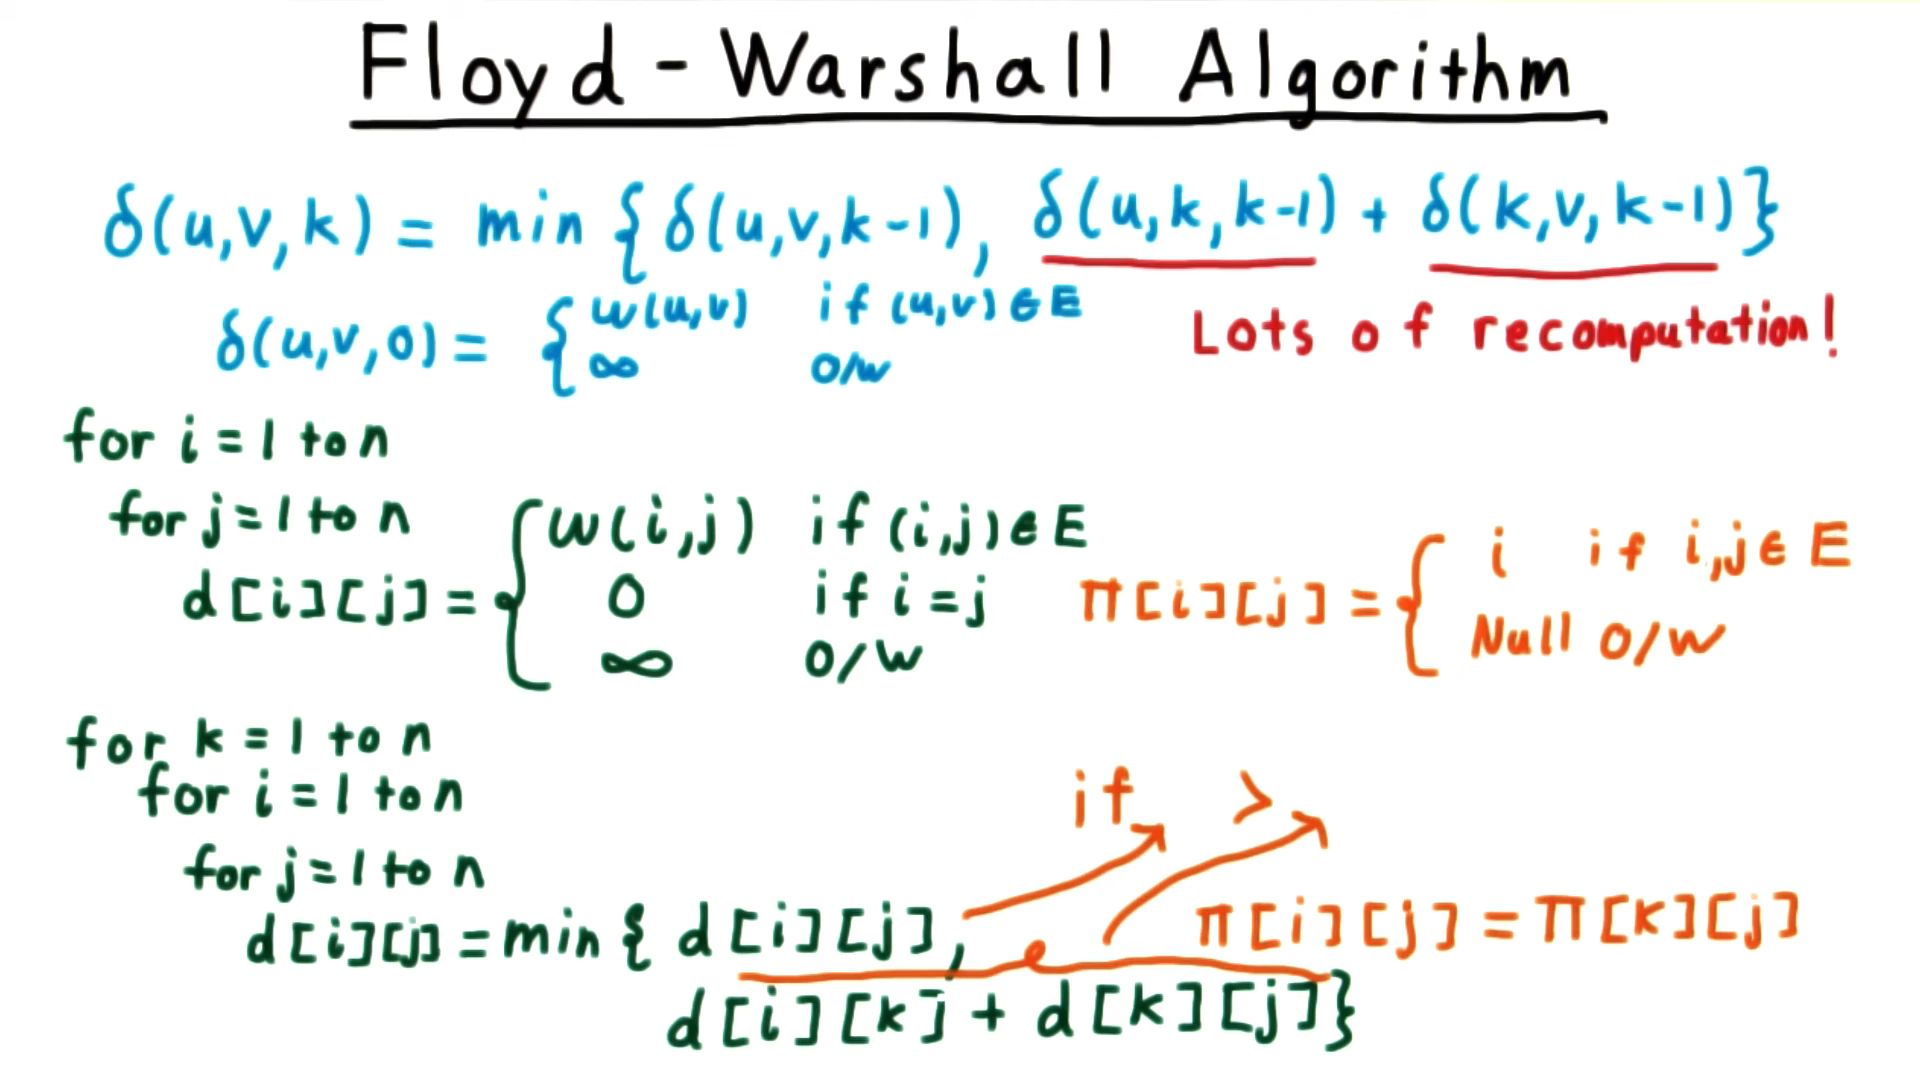 Floyd - Warshall Algorithm
δ(u,v,k) = min {δ(u,v,k-1), δ(u,k,k-1) + δ(k,v,k-1)}
δ(u,v,0) = { w(u,v) if (u,v) ∈ E
∞ o/w
Lots of recomputation!
for i = 1 to n
for j = 1 to n
d[i][j] = { w(i,j) if (i,j) ∈ E
0 if i = j
∞ o/w
π[i][j] = { i if i,j ∈ E
Null o/w
for k = 1 to n
for i = 1 to n
for j = 1 to n
d[i][j] = min { d[i][j],
d[i][k] + d[k][j]}
if >
π[i][j] = π[k][j]